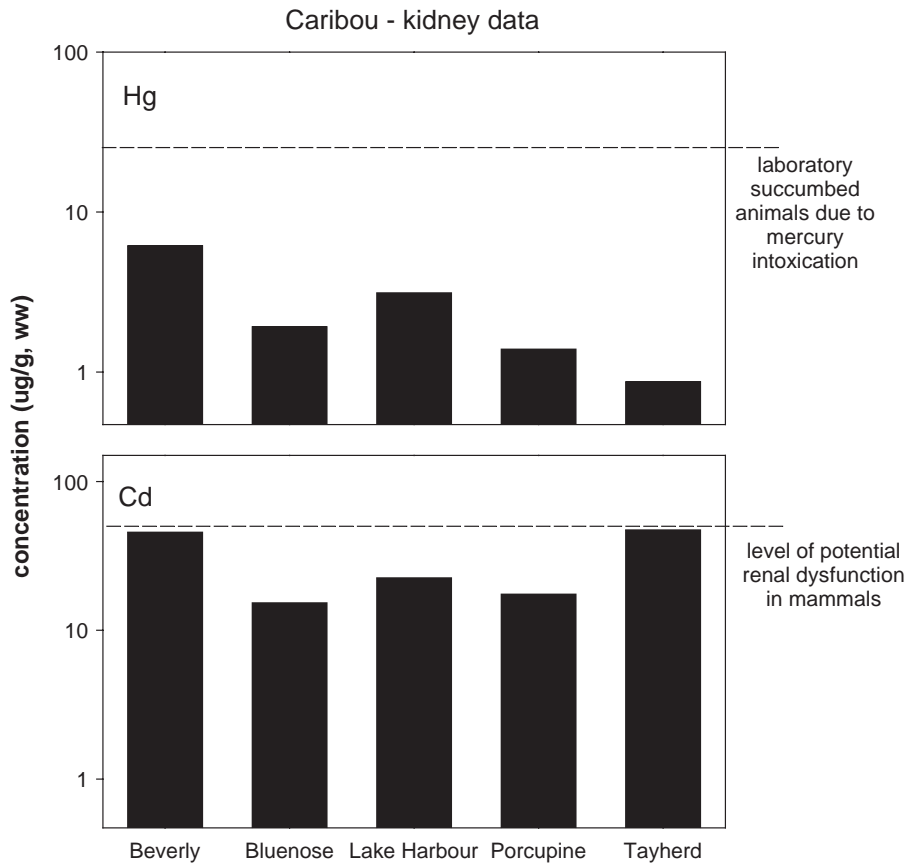 Caribou - kidney data
concentration (ug/g, ww)
100
Hg
10
1
laboratory
succumbed
animals due to
mercury
intoxication
100
Cd
10
1
level of potential
renal dysfunction
in mammals
Beverly Bluenose Lake Harbour Porcupine Tayherd